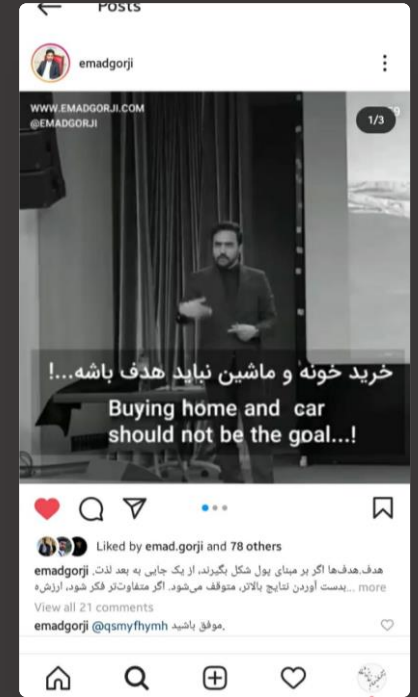 Posts
emadgorji
WWW.EMADGORJI.COM
@EMADGORJI
1/3
خرید خونه و ماشین نباید هدف باشه...!
Buying home and car
should not be the goal...!
Liked by emad.gorji and 78 others
emadgorji هدف.هدف‌ها اگر بر مبنای پول شکل بگیرند، از یک جایی به بعد لذت
بدست آوردن نتایج بالاتر، متوقف می‌شود. اگر متفاوت‌تر فکر شود، ارزش‌ه... more
View all 21 comments
emadgorji @qsmyfhymh موفق باشید.